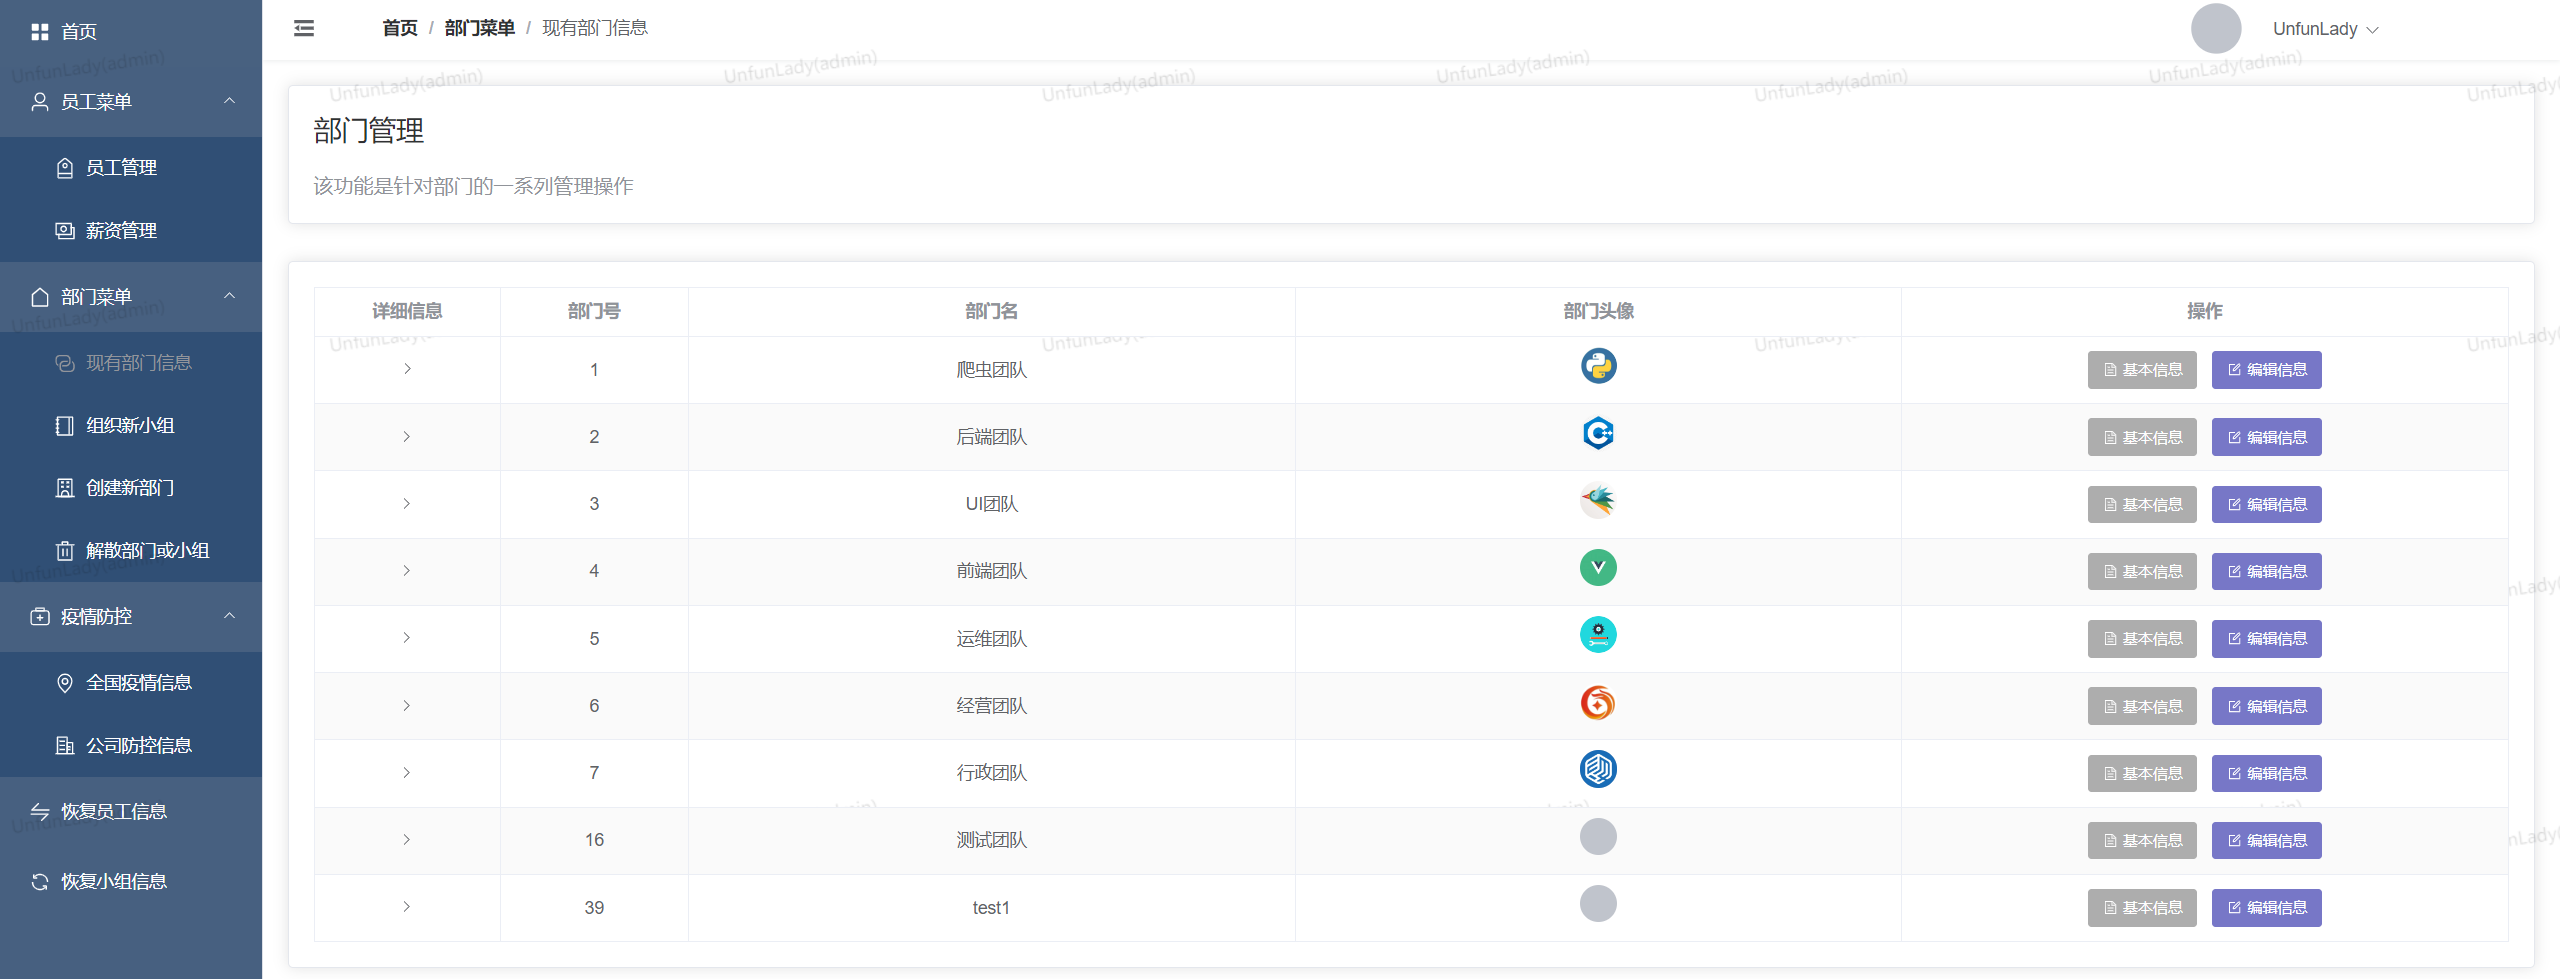 首页
员工菜单
员工管理
薪资管理
部门菜单
现有部门信息
组织新小组
创建新部门
解散部门或小组
疫情防控
全国疫情信息
公司防控信息
恢复员工信息
恢复小组信息
首页 / 部门菜单 / 现有部门信息
UnfunLady
UnfunLady(admin)
UnfunLady(admin)
UnfunLady(admin)
UnfunLady(admin)
UnfunLady(admin)
UnfunLady(admin)
UnfunLady(admin)
部门管理
该功能是针对部门的一系列管理操作
详细信息 部门号 部门名 部门头像 操作
1 爬虫团队 基本信息 编辑信息
2 后端团队 基本信息 编辑信息
3 UI团队 基本信息 编辑信息
4 前端团队 基本信息 编辑信息
5 运维团队 基本信息 编辑信息
6 经营团队 基本信息 编辑信息
7 行政团队 基本信息 编辑信息
16 测试团队 基本信息 编辑信息
39 test1 基本信息 编辑信息